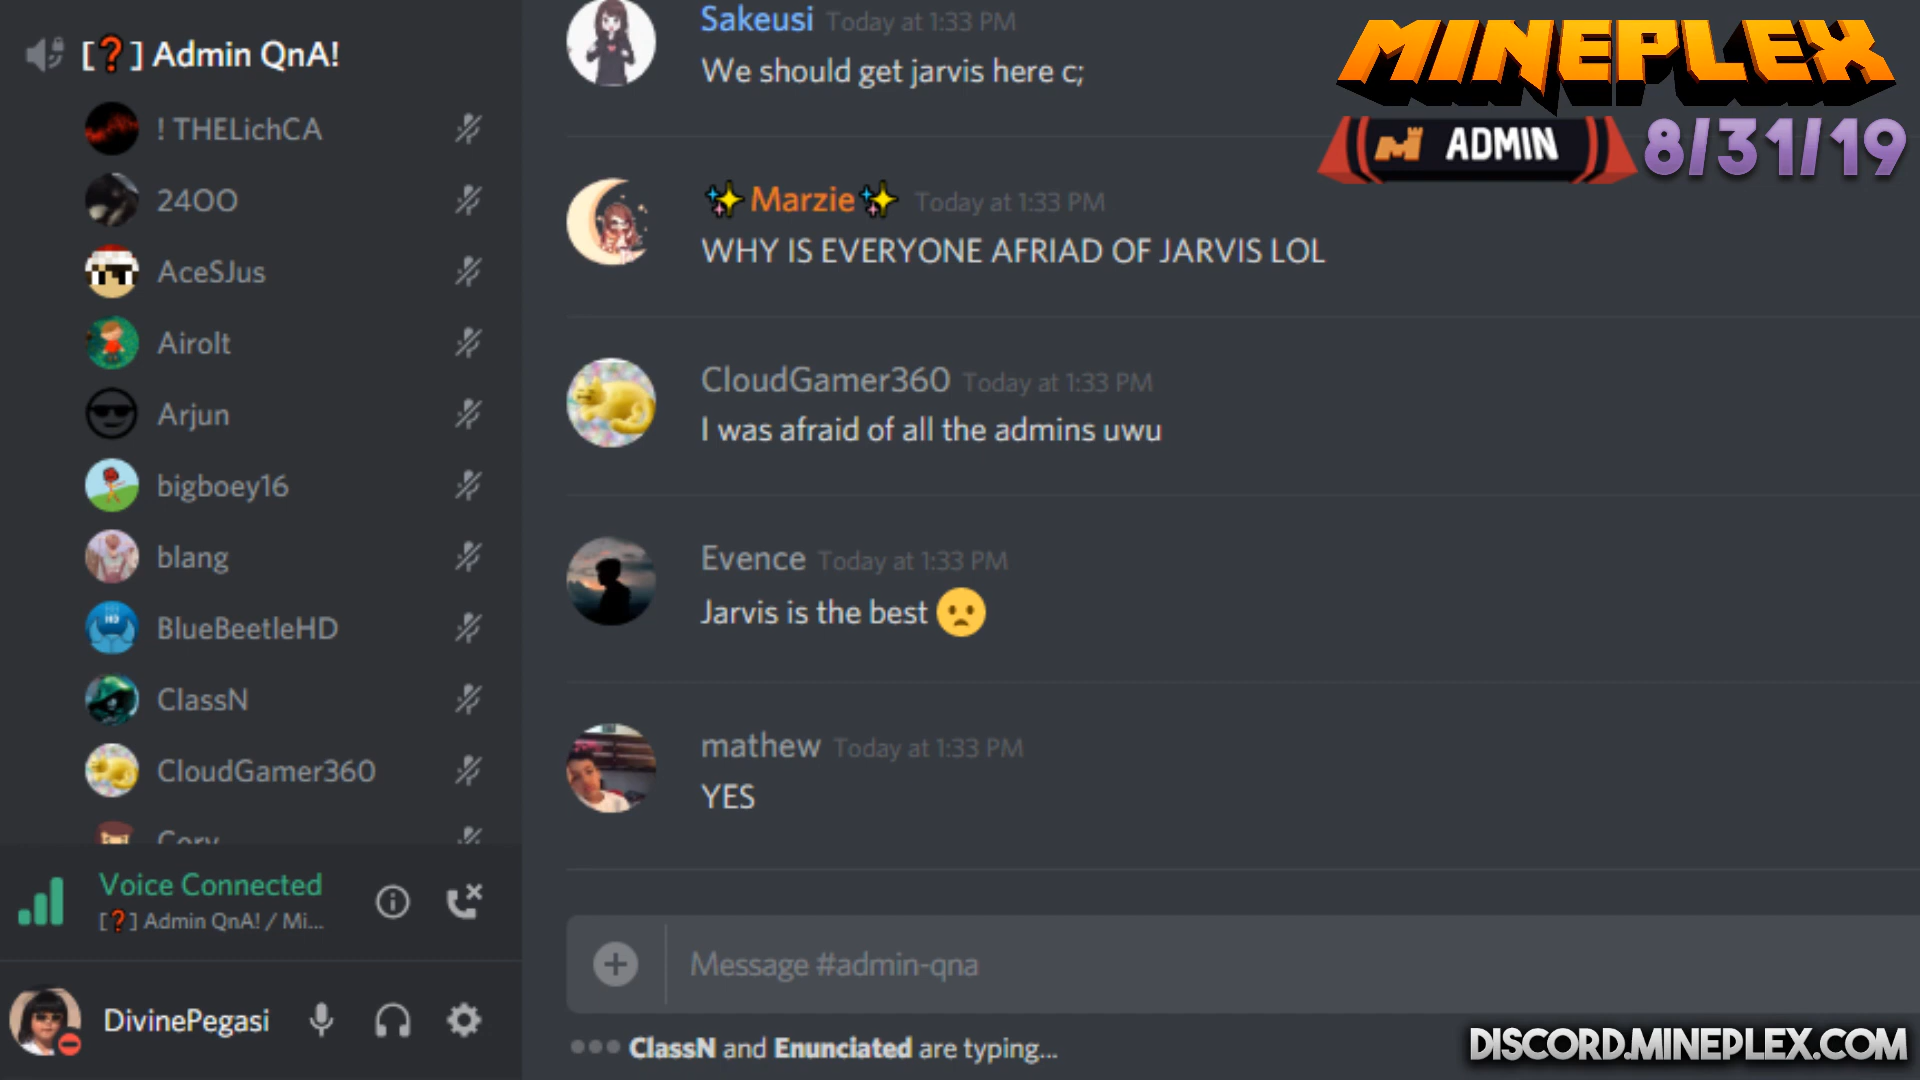 [❓] Admin QnA!
! THELichCA
24OO
AceSJus
Airolt
Arjun
bigboey16
blang
BlueBeetleHD
HD
ClassN
CloudGamer360
Cory
Voice Connected
[❓] Admin QnA! / Mi...
DivinePegasi
Sakeusi Today at 1:33 PM
We should get jarvis here c;
✨Marzie✨ Today at 1:33 PM
WHY IS EVERYONE AFRIAD OF JARVIS LOL
CloudGamer360 Today at 1:33 PM
I was afraid of all the admins uwu
Evence Today at 1:33 PM
Jarvis is the best 🙁
mathew Today at 1:33 PM
YES
Message #admin-qna
ClassN and Enunciated are typing...
MINEPLEX
ADMIN 8/31/19
DISCORD.MINEPLEX.COM